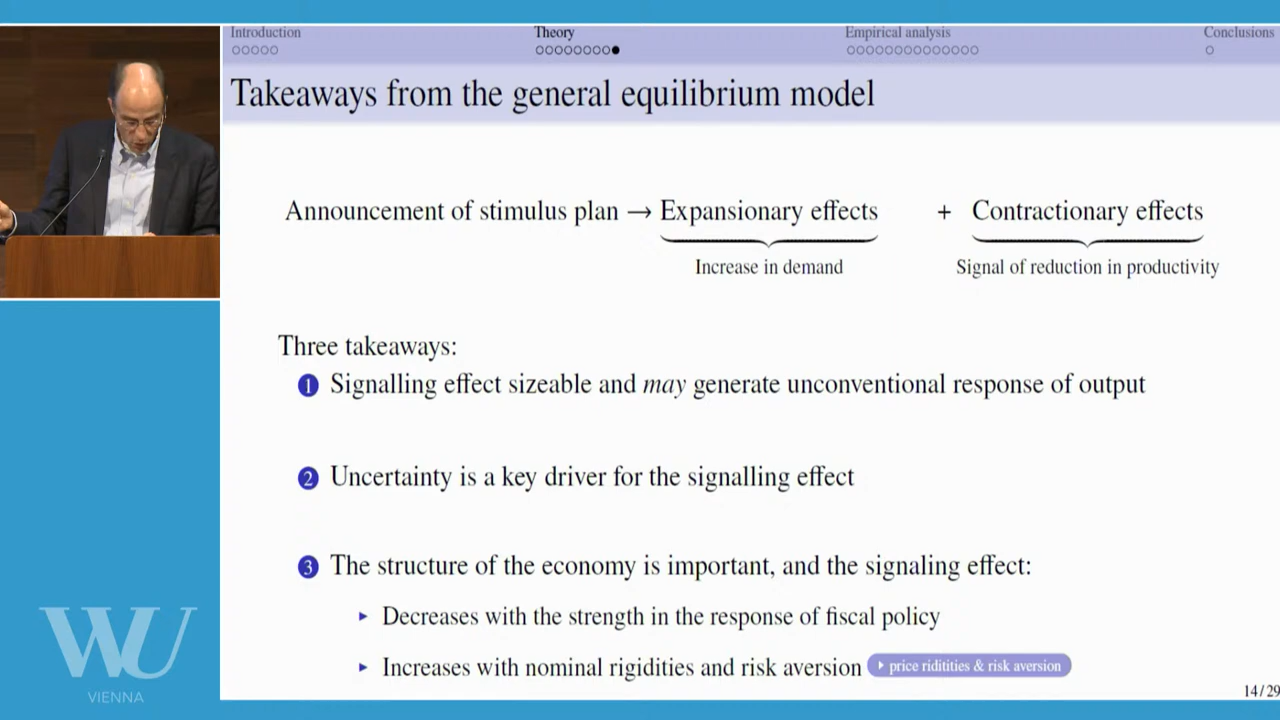 Introduction Theory Empirical analysis Conclusions
Takeaways from the general equilibrium model
Announcement of stimulus plan → Expansionary effects + Contractionary effects
Increase in demand Signal of reduction in productivity
Three takeaways:
1 Signalling effect sizeable and may generate unconventional response of output
2 Uncertainty is a key driver for the signalling effect
3 The structure of the economy is important, and the signaling effect:
Decreases with the strength in the response of fiscal policy
Increases with nominal rigidities and risk aversion price riditities & risk aversion
14/29
WU
VIENNA